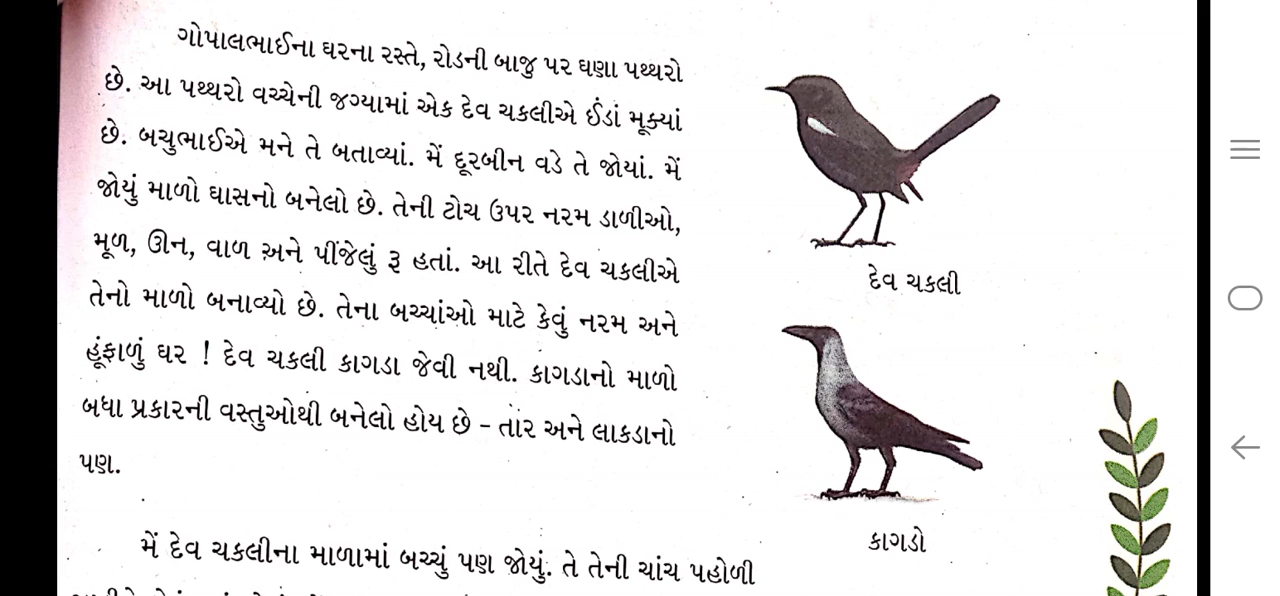 ગોપાલભાઈના ઘરના રસ્તે, રોડની બાજુ પર ઘણા પથ્થરો
છે. આ પથ્થરો વચ્ચેની જગ્યામાં એક દેવ ચકલીએ ઈંડાં મૂક્યાં
છે. બચુભાઈએ મને તે બતાવ્યાં. મેં દૂરબીન વડે તે જોયાં. મેં
જોયું માળો ઘાસનો બનેલો છે. તેની ટોચ ઉપર નરમ ડાળીઓ,
મૂળ, ઊન, વાળ અને પીંજેલું રૂ હતાં. આ રીતે દેવ ચકલીએ
તેનો માળો બનાવ્યો છે. તેના બચ્ચાંઓ માટે કેવું નરમ અને
હૂંફાળું ઘર ! દેવ ચકલી કાગડા જેવી નથી. કાગડાનો માળો
બધા પ્રકારની વસ્તુઓથી બનેલો હોય છે – તાર અને લાકડાનો
પણ.
દેવ ચકલી
કાગડો
મેં દેવ ચકલીના માળામાં બચ્ચું પણ જોયું. તે તેની ચાંચ પહોળી